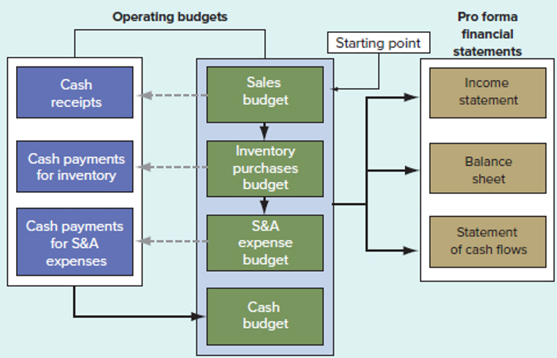 Operating budgets
Pro forma
financial
statements
Starting point
Cash
receipts
Sales
budget
Income
statement
Cash payments
for inventory
Inventory
purchases
budget
Balance
sheet
Cash payments
for S&A
expenses
S&A
expense
budget
Statement
of cash flows
Cash
budget